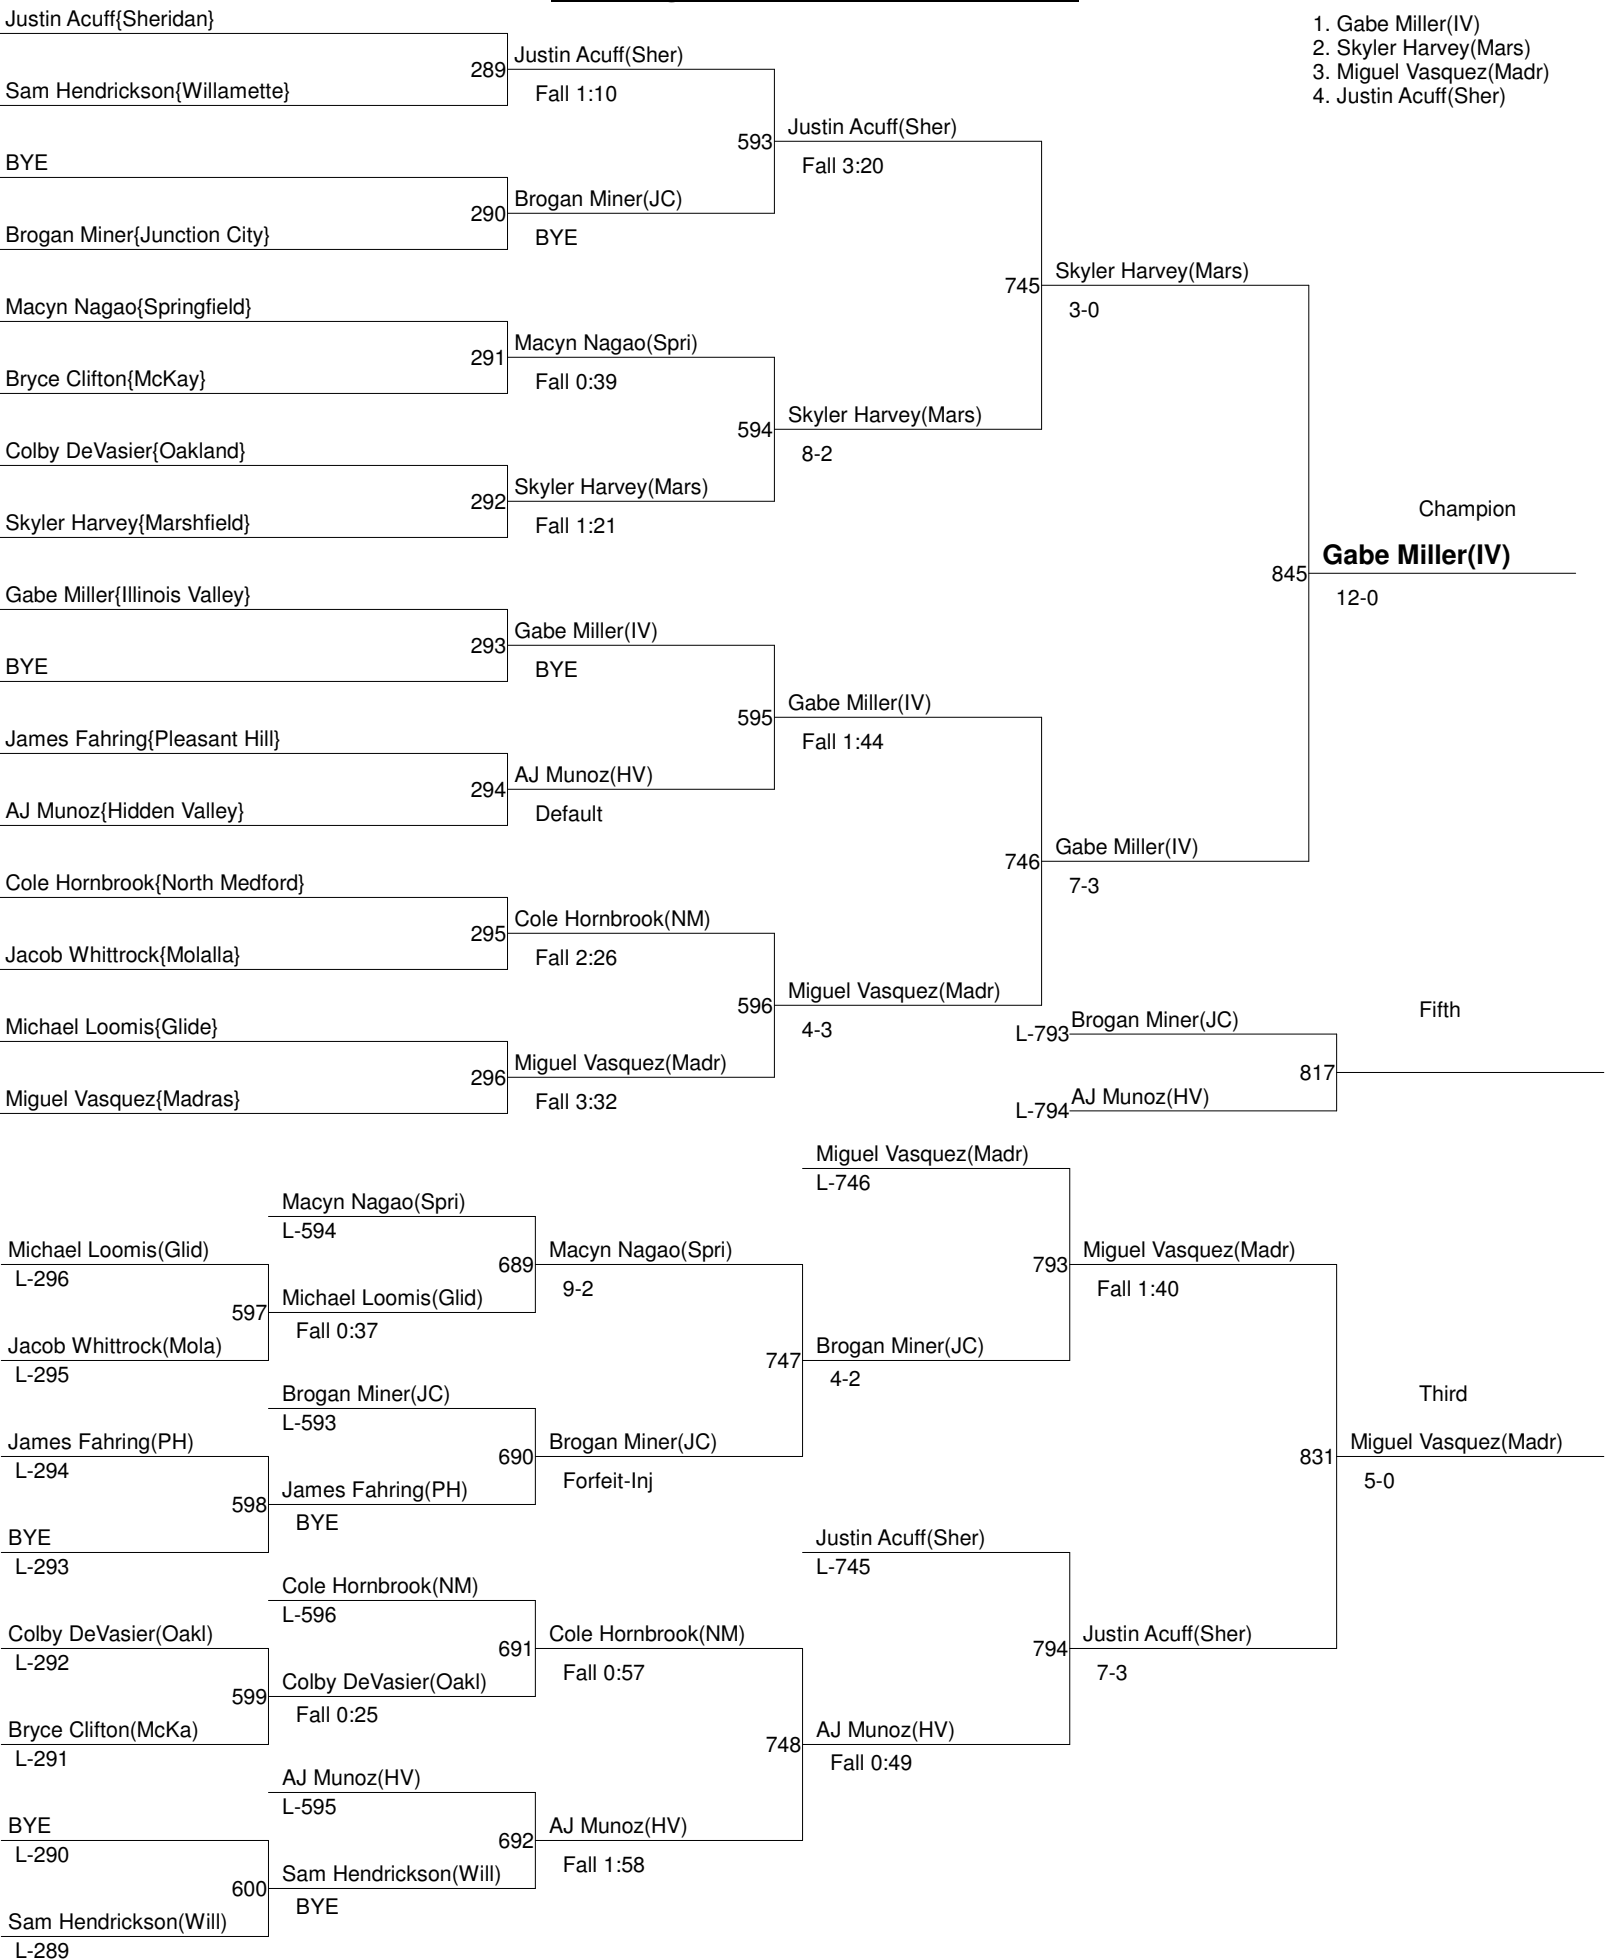 Justin Acuff{Sheridan}
289
Sam Hendrickson{Willamette}
Justin Acuff(Sher)
Fall 1:10
BYE
290
Brogan Miner{Junction City}
Brogan Miner(JC)
BYE
593
Justin Acuff(Sher)
Fall 3:20
Macyn Nagao{Springfield}
291
Bryce Clifton{McKay}
Macyn Nagao(Spri)
Fall 0:39
Colby DeVasier{Oakland}
292
Skyler Harvey{Marshfield}
Skyler Harvey(Mars)
Fall 1:21
594
Skyler Harvey(Mars)
8-2
745
Skyler Harvey(Mars)
3-0
Gabe Miller{Illinois Valley}
293
BYE
Gabe Miller(IV)
BYE
James Fahring{Pleasant Hill}
294
AJ Munoz{Hidden Valley}
AJ Munoz(HV)
Default
595
Gabe Miller(IV)
Fall 1:44
Cole Hornbrook{North Medford}
295
Jacob Whittrock{Molalla}
Cole Hornbrook(NM)
Fall 2:26
Michael Loomis{Glide}
296
Miguel Vasquez{Madras}
Miguel Vasquez(Madr)
Fall 3:32
596
Miguel Vasquez(Madr)
4-3
746
Gabe Miller(IV)
7-3
845
Champion
Gabe Miller(IV)
12-0
1. Gabe Miller(IV)
2. Skyler Harvey(Mars)
3. Miguel Vasquez(Madr)
4. Justin Acuff(Sher)
Brogan Miner(JC)
L-793
817
AJ Munoz(HV)
L-794
Fifth
Michael Loomis(Glid)
L-296
597
Jacob Whittrock(Mola)
L-295
Macyn Nagao(Spri)
L-594
689
Michael Loomis(Glid)
Fall 0:37
Macyn Nagao(Spri)
9-2
James Fahring(PH)
L-294
598
BYE
L-293
Brogan Miner(JC)
L-593
690
James Fahring(PH)
BYE
Brogan Miner(JC)
Forfeit-Inj
747
Miguel Vasquez(Madr)
L-746
793
Brogan Miner(JC)
4-2
Miguel Vasquez(Madr)
Fall 1:40
Colby DeVasier(Oakl)
L-292
599
Bryce Clifton(McKa)
L-291
Cole Hornbrook(NM)
L-596
691
Colby DeVasier(Oakl)
Fall 0:25
Cole Hornbrook(NM)
Fall 0:57
BYE
L-290
600
Sam Hendrickson(Will)
L-289
AJ Munoz(HV)
L-595
692
Sam Hendrickson(Will)
BYE
AJ Munoz(HV)
Fall 1:58
748
Justin Acuff(Sher)
L-745
794
AJ Munoz(HV)
Fall 0:49
Justin Acuff(Sher)
7-3
831
Third
Miguel Vasquez(Madr)
5-0